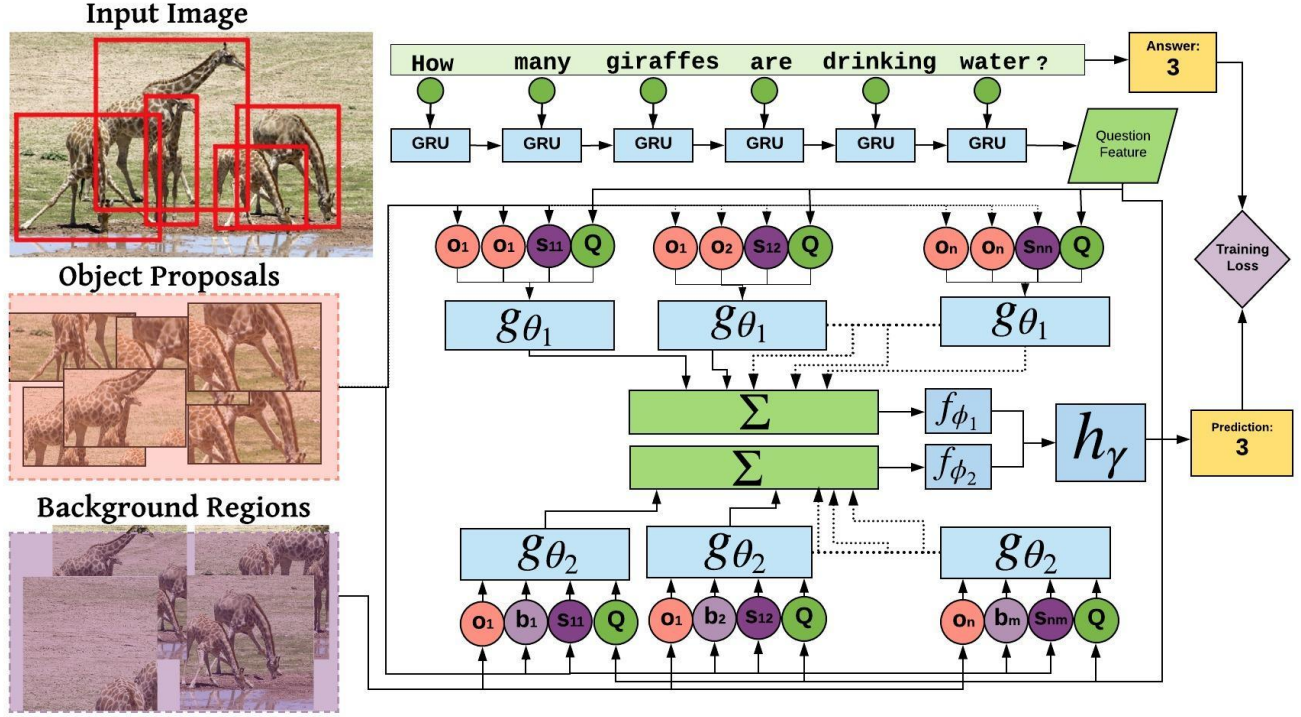 Input Image
How many giraffes are drinking water ?
Answer:
3
GRU GRU GRU GRU GRU GRU
Question
Feature
o1 o1 s11 Q o1 o2 s12 Q on on snn Q
Training
Loss
Object Proposals
gθ1 gθ1 gθ1
Σ
fϕ1
hγ
Prediction:
3
Σ
fϕ2
Background Regions
gθ2 gθ2 gθ2
o1 b1 s11 Q o1 b2 s12 Q on bm snm Q